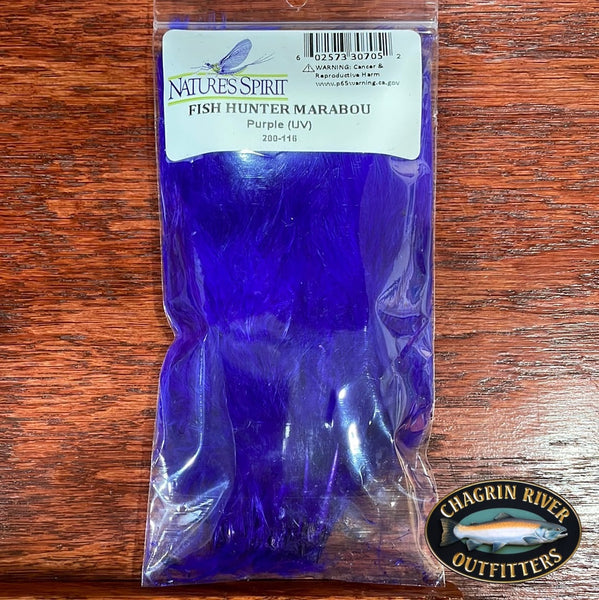 6 02573 30705 2
WARNING: Cancer &
Reproductive Harm
www.p65warning.ca.gov
NATURE'S SPIRIT
FISH HUNTER MARABOU
Purple (UV)
200-116
CHAGRIN RIVER
OUTFITTERS